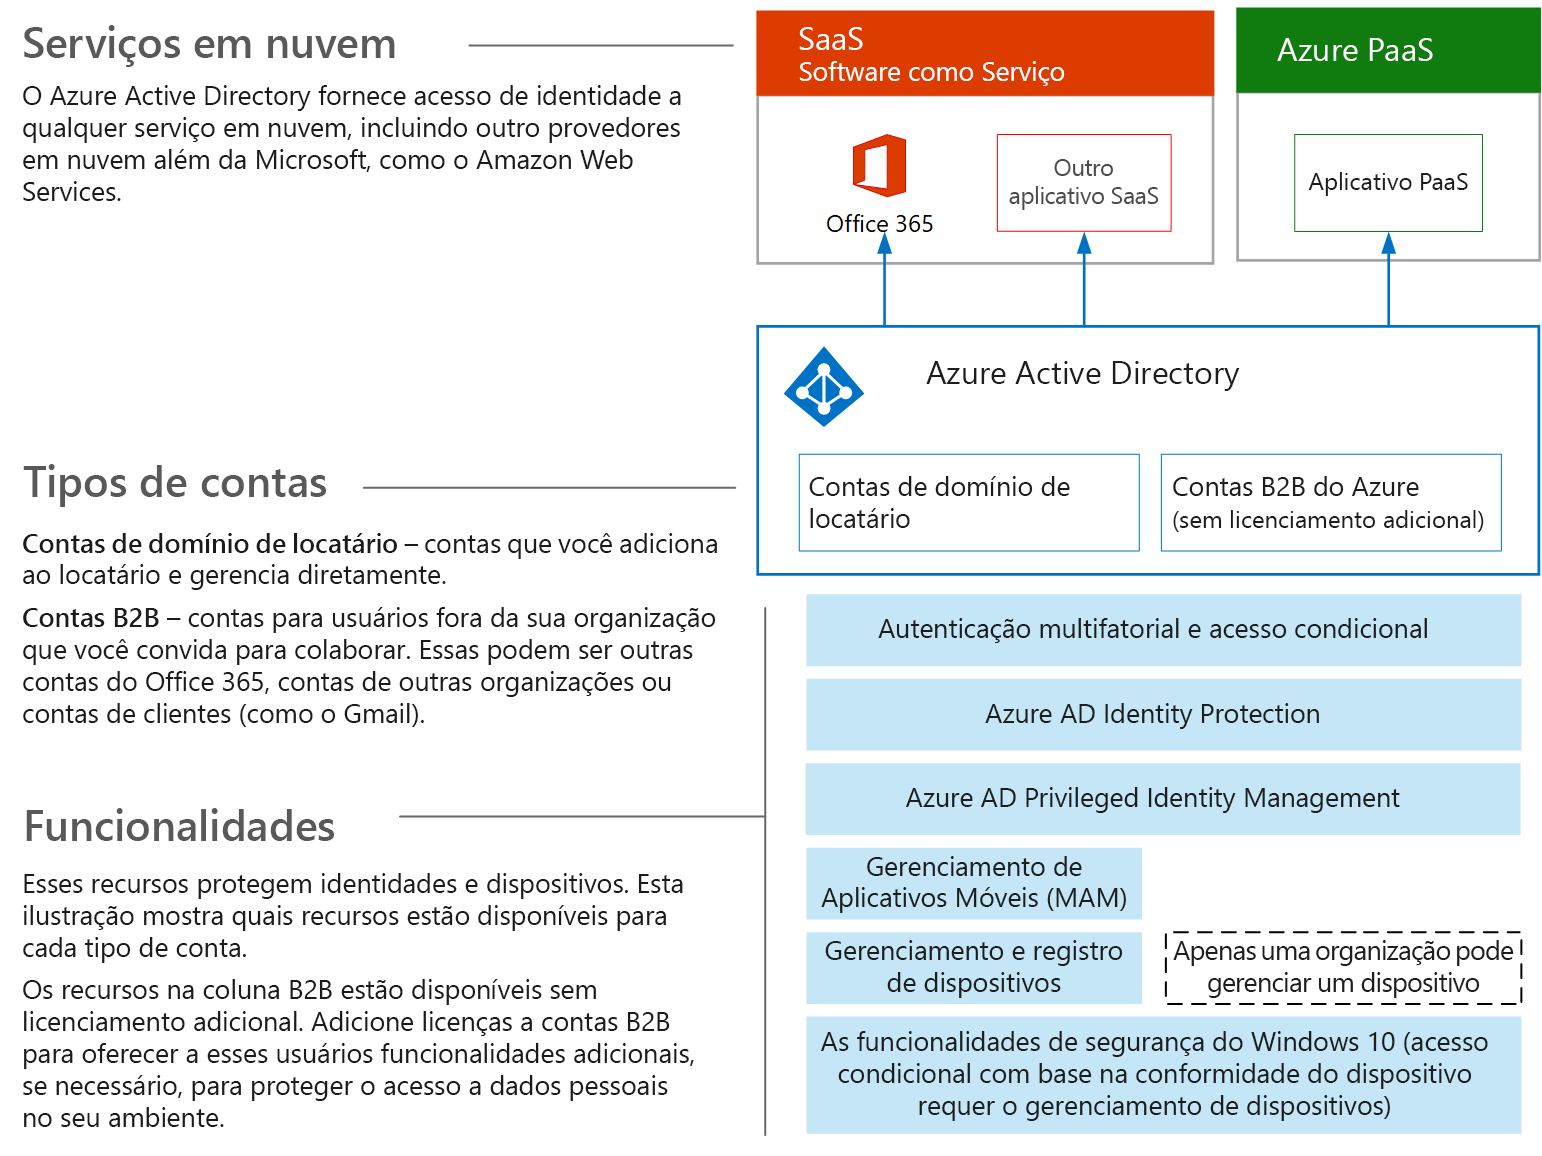 Serviços em nuvem
O Azure Active Directory fornece acesso de identidade a
qualquer serviço em nuvem, incluindo outro provedores
em nuvem além da Microsoft, como o Amazon Web
Services.
SaaS
Software como Serviço
Office 365
Outro
aplicativo SaaS
Azure PaaS
Aplicativo PaaS
Azure Active Directory
Contas de domínio de
locatário
Contas B2B do Azure
(sem licenciamento adicional)
Tipos de contas
Contas de domínio de locatário – contas que você adiciona
ao locatário e gerencia diretamente.
Contas B2B – contas para usuários fora da sua organização
que você convida para colaborar. Essas podem ser outras
contas do Office 365, contas de outras organizações ou
contas de clientes (como o Gmail).
Funcionalidades
Esses recursos protegem identidades e dispositivos. Esta
ilustração mostra quais recursos estão disponíveis para
cada tipo de conta.
Os recursos na coluna B2B estão disponíveis sem
licenciamento adicional. Adicione licenças a contas B2B
para oferecer a esses usuários funcionalidades adicionais,
se necessário, para proteger o acesso a dados pessoais
no seu ambiente.
Autenticação multifatorial e acesso condicional
Azure AD Identity Protection
Azure AD Privileged Identity Management
Gerenciamento de
Aplicativos Móveis (MAM)
Gerenciamento e registro
de dispositivos
Apenas uma organização pode
gerenciar um dispositivo
As funcionalidades de segurança do Windows 10 (acesso
condicional com base na conformidade do dispositivo
requer o gerenciamento de dispositivos)